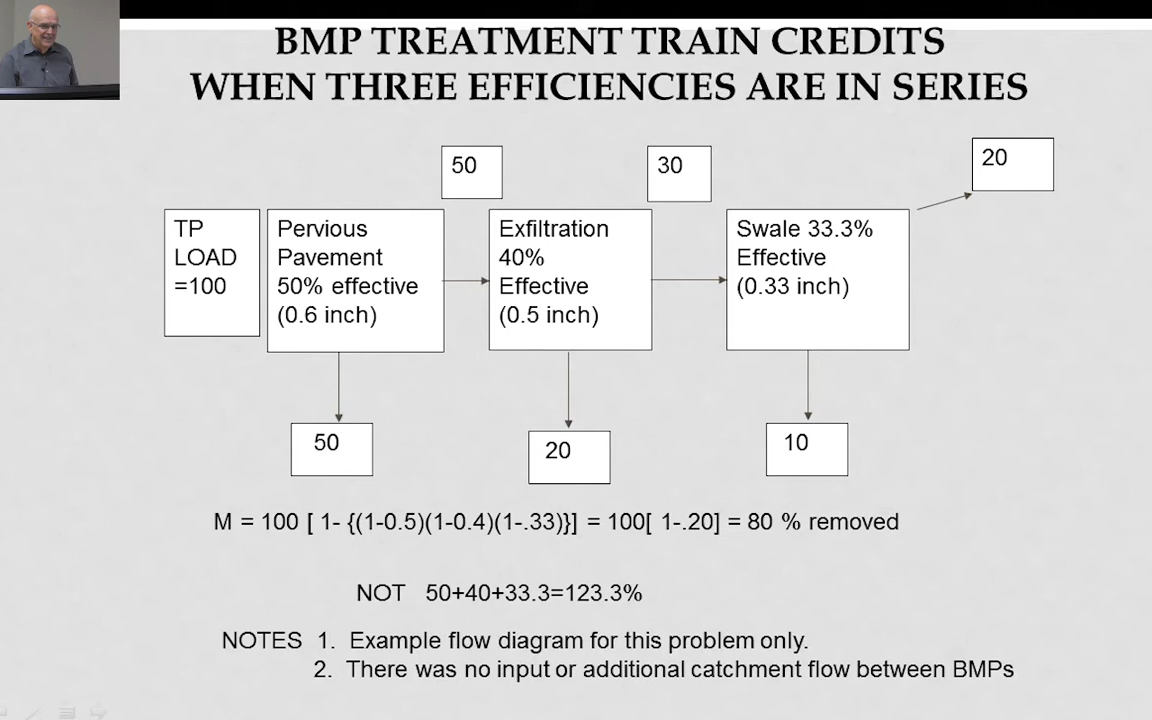 BMP TREATMENT TRAIN CREDITS
WHEN THREE EFFICIENCIES ARE IN SERIES
50
30
20
TP
LOAD
=100
Pervious
Pavement
50% effective
(0.6 inch)
Exfiltration
40%
Effective
(0.5 inch)
Swale 33.3%
Effective
(0.33 inch)
50
20
10
M = 100 [ 1- {(1-0.5)(1-0.4)(1-.33)}] = 100[ 1-.20] = 80 % removed
NOT 50+40+33.3=123.3%
NOTES 1. Example flow diagram for this problem only.
2. There was no input or additional catchment flow between BMPs